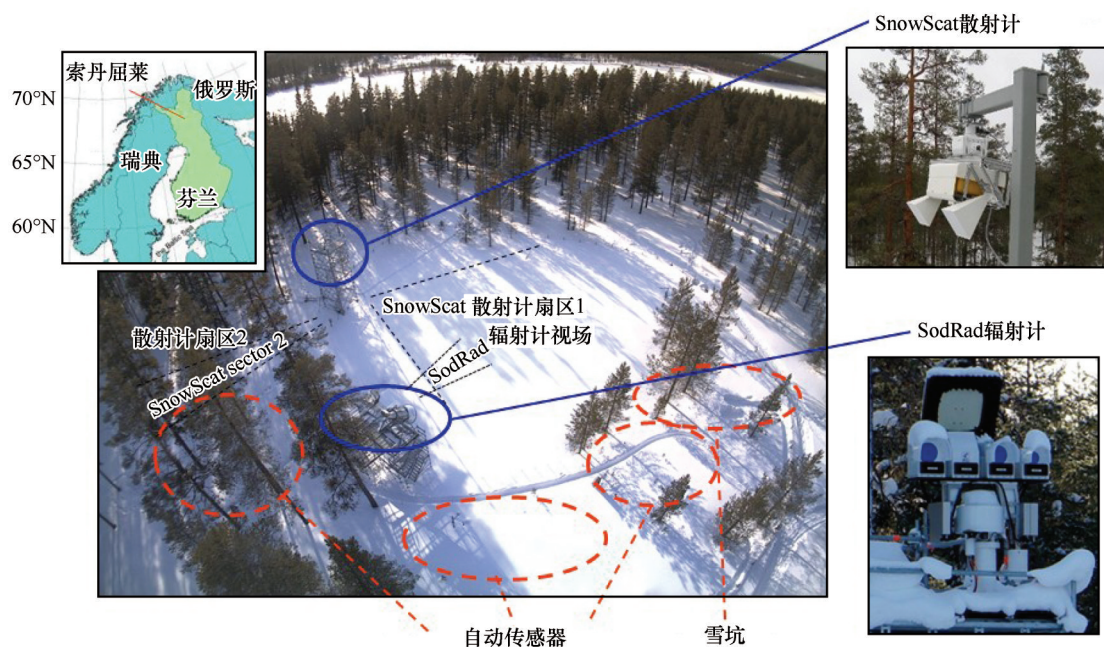 SnowScat散射计
索丹屈莱
俄罗斯
70°N
65°N
瑞典
芬兰
60°N
SnowScat 散射计扇区1
散射计扇区2
辐射计视场
SnowScat sector 2
SodRad
SodRad辐射计
自动传感器
雪坑